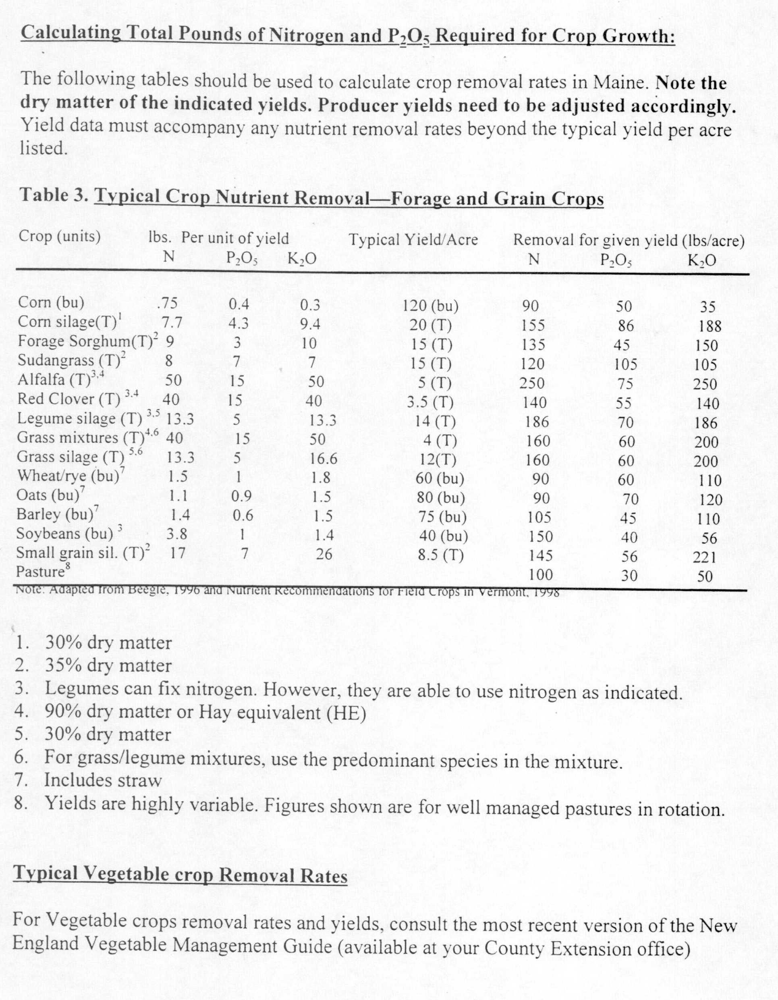 Calculating Total Pounds of Nitrogen and P₂O₅ Required for Crop Growth:
The following tables should be used to calculate crop removal rates in Maine. Note the
dry matter of the indicated yields. Producer yields need to be adjusted accordingly.
Yield data must accompany any nutrient removal rates beyond the typical yield per acre
listed.
Table 3. Typical Crop Nutrient Removal—Forage and Grain Crops
Crop (units) lbs. Per unit of yield Typical Yield/Acre Removal for given yield (lbs/acre)
N P₂O₅ K₂O N P₂O₅ K₂O
Corn (bu) .75 0.4 0.3 120 (bu) 90 50 35
Corn silage(T)¹ 7.7 4.3 9.4 20 (T) 155 86 188
Forage Sorghum(T)² 9 3 10 15 (T) 135 45 150
Sudangrass (T)² 8 7 7 15 (T) 120 105 105
Alfalfa (T)³,⁴ 50 15 50 5 (T) 250 75 250
Red Clover (T) ³.⁴ 40 15 40 3.5 (T) 140 55 140
Legume silage (T) ³,⁵ 13.3 5 13.3 14 (T) 186 70 186
Grass mixtures (T)⁴,⁶ 40 15 50 4 (T) 160 60 200
Grass silage (T) ⁵,⁶ 13.3 5 16.6 12(T) 160 60 200
Wheat/rye (bu)⁷ 1.5 1 1.8 60 (bu) 90 60 110
Oats (bu)⁷ 1.1 0.9 1.5 80 (bu) 90 70 120
Barley (bu)⁷ 1.4 0.6 1.5 75 (bu) 105 45 110
Soybeans (bu) ³ 3.8 1 1.4 40 (bu) 150 40 56
Small grain sil. (T)² 17 7 26 8.5 (T) 145 56 221
Pasture⁸ 100 30 50
Note: Adapted from Beegle, 1996 and Nutrient Recommendations for Field Crops in Vermont, 1998
1. 30% dry matter
2. 35% dry matter
3. Legumes can fix nitrogen. However, they are able to use nitrogen as indicated.
4. 90% dry matter or Hay equivalent (HE)
5. 30% dry matter
6. For grass/legume mixtures, use the predominant species in the mixture.
7. Includes straw
8. Yields are highly variable. Figures shown are for well managed pastures in rotation.
Typical Vegetable crop Removal Rates
For Vegetable crops removal rates and yields, consult the most recent version of the New
England Vegetable Management Guide (available at your County Extension office)